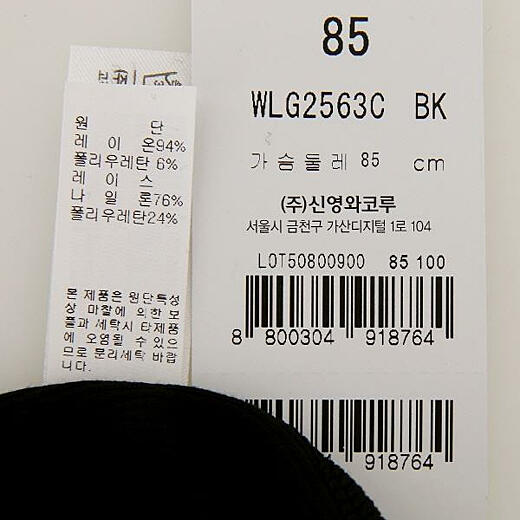 원 단
레 이 온94%
폴리우레탄 6%
레 이 스
나 일 론76%
폴리우레탄24%
본 제품은 원단특성
상 마찰에 의한 보
풀과 세탁시 타제품
에 오염될 수 있으
므로 분리세탁 바랍
니다.
85
WLG2563C BK
가 슴 둘 레 85 cm
(주)신영와코루
서울시 금천구 가산디지털 1로 104
LOT50800900 85 100
8 800304 918764
918764